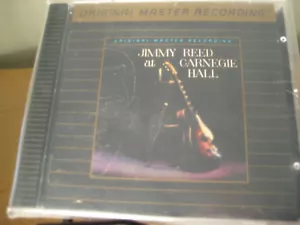 ORIGINAL MASTER RECORDING
ORIGINAL MASTER RECORDING
JIMMY REED
at CARNEGIE
HALL